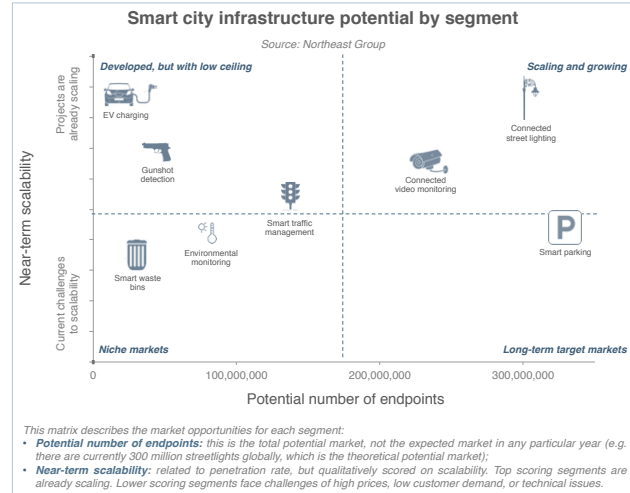 Smart city infrastructure potential by segment
Source: Northeast Group
Developed, but with low ceiling
Scaling and growing
Projects are
already scaling
EV charging
Connected
street lighting
Gunshot
detection
Connected
video monitoring
Near-term scalability
Smart traffic
management
P
Environmental
monitoring
Smart parking
Smart waste
bins
Current challenges
to scalability
Niche markets
Long-term target markets
0
100,000,000
200,000,000
300,000,000
Potential number of endpoints
This matrix describes the market opportunities for each segment:
• Potential number of endpoints: this is the total potential market, not the expected market in any particular year (e.g.
there are currently 300 million streetlights globally, which is the theoretical potential market);
• Near-term scalability: related to penetration rate, but qualitatively scored on scalability. Top scoring segments are
already scaling. Lower scoring segments face challenges of high prices, low customer demand, or technical issues.